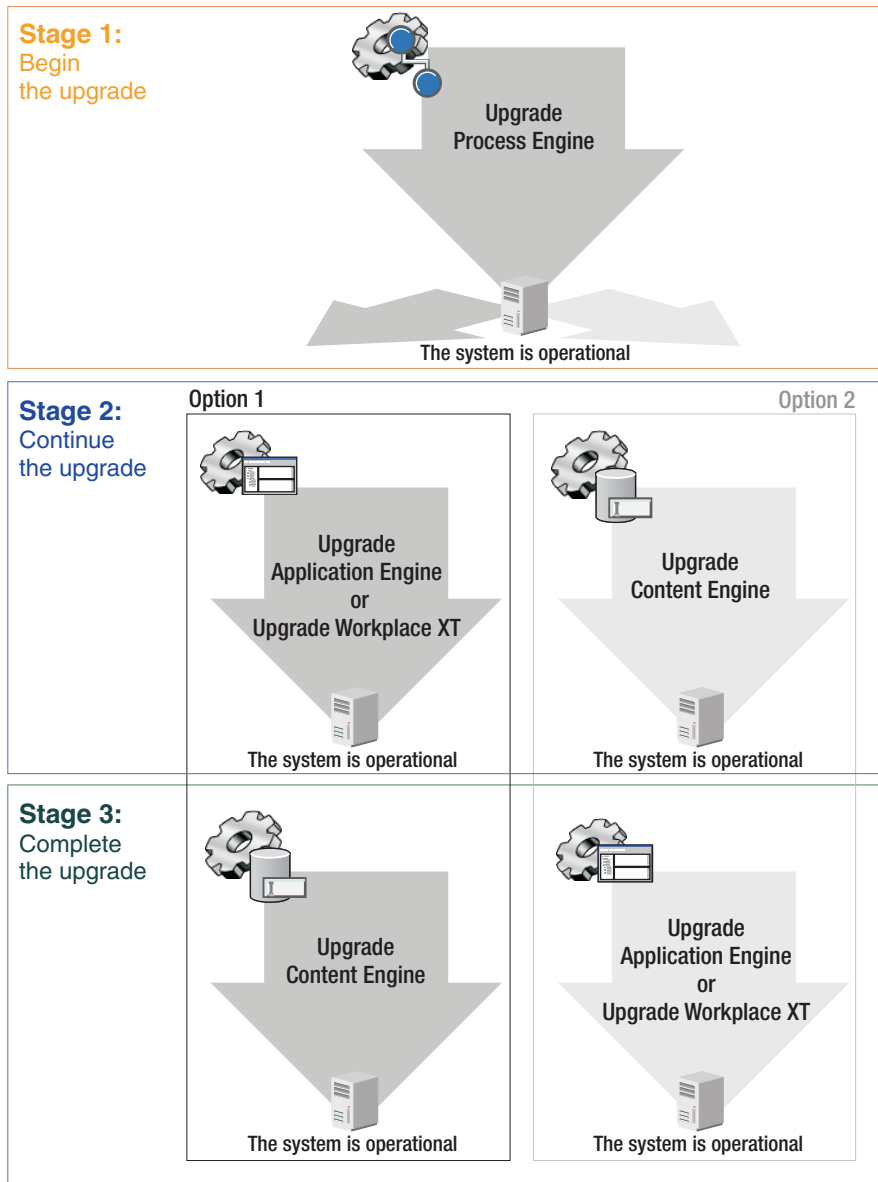 Stage 1:
Begin
the upgrade
Upgrade
Process Engine
The system is operational
Stage 2:
Continue
the upgrade
Option 1
Upgrade
Application Engine
or
Upgrade Workplace XT
The system is operational
Option 2
Upgrade
Content Engine
The system is operational
Stage 3:
Complete
the upgrade
Upgrade
Content Engine
The system is operational
Upgrade
Application Engine
or
Upgrade Workplace XT
The system is operational